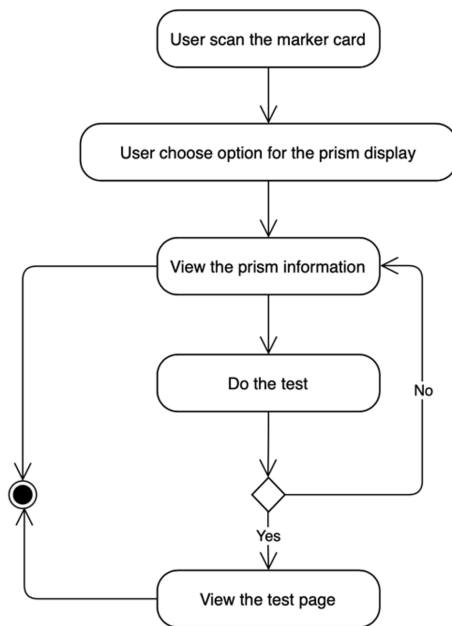 User scan the marker card
User choose option for the prism display
View the prism information
Do the test
No
Yes
View the test page